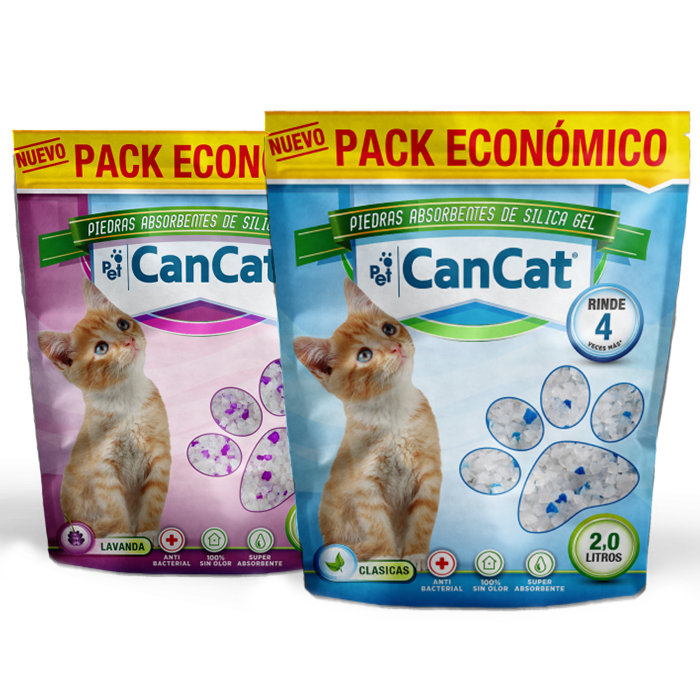 NUEVO
PACK ECONÓ
PIEDRAS ABSORBENTES DE SILICA
Pet
CanCat
LAVANDA
ANTI
BACTERIAL
100%
SIN OLOR
SUPER
ABSORBENTE
NUEVO
PACK ECONÓMICO
PIEDRAS ABSORBENTES DE SILICA GEL
Pet
CanCat®
RINDE
4
VECES MÁS*
CLASICAS
ANTI
BACTERIAL
100%
SIN OLOR
SUPER
ABSORBENTE
2,0
LITROS